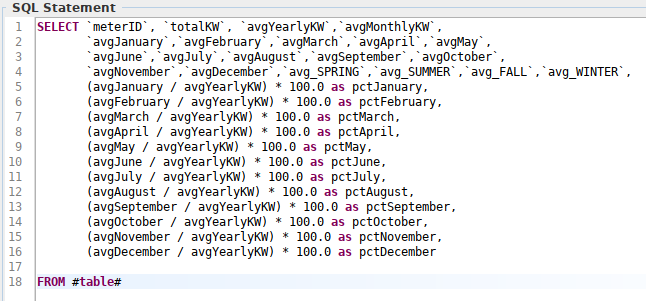 SQL Statement
1 SELECT `meterID`, `totalKW`, `avgYearlyKW`,`avgMonthlyKW`,
2 `avgJanuary`,`avgFebruary`,`avgMarch`,`avgApril`,`avgMay`,
3 `avgJune`,`avgJuly`,`avgAugust`,`avgSeptember`,`avgOctober`,
4 `avgNovember`,`avgDecember`,`avg_SPRING`,`avg_SUMMER`,`avg_FALL`,`avg_WINTER`,
5 (avgJanuary / avgYearlyKW) * 100.0 as pctJanuary,
6 (avgFebruary / avgYearlyKW) * 100.0 as pctFebruary,
7 (avgMarch / avgYearlyKW) * 100.0 as pctMarch,
8 (avgApril / avgYearlyKW) * 100.0 as pctApril,
9 (avgMay / avgYearlyKW) * 100.0 as pctMay,
10 (avgJune / avgYearlyKW) * 100.0 as pctJune,
11 (avgJuly / avgYearlyKW) * 100.0 as pctJuly,
12 (avgAugust / avgYearlyKW) * 100.0 as pctAugust,
13 (avgSeptember / avgYearlyKW) * 100.0 as pctSeptember,
14 (avgOctober / avgYearlyKW) * 100.0 as pctOctober,
15 (avgNovember / avgYearlyKW) * 100.0 as pctNovember,
16 (avgDecember / avgYearlyKW) * 100.0 as pctDecember
17
18 FROM #table#